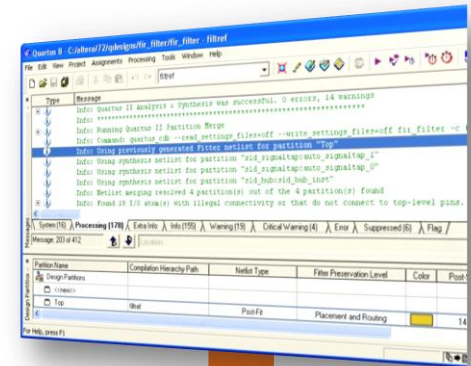 Quartus II - C:/altera/72/qdesigns/fir_filter/fir_filter - filtref
File Edit View Project Assignments Processing Tools Window Help
filtref
Type Message
Info: Quartus II Analysis & Synthesis was successful. 0 errors, 14 warnings
Info: Running Quartus II Partition Merge
Info: Command: quartus_cdb --read_settings_files=off --write_settings_files=off fir_filter -c
Info: Using previously generated Fitter netlist for partition "Top"
Info: Using synthesis netlist for partition "sld_signaltap:auto_signaltap_1"
Info: Using synthesis netlist for partition "sld_signaltap:auto_signaltap_0"
Info: Using synthesis netlist for partition "sld_hub:sld_hub_inst"
Info: Netlist merging resolved 4 partition(s) out of the 4 partition(s) found
Info: Found 18 I/O atom(s) with illegal connectivity or that do not connect to top-level pins.
System (16) Processing (178) Extra Info Info (155) Warning (19) Critical Warning (4) Error Suppressed (6) Flag
Messages
Message: 203 of 412 Location:
Partition Name Compilation Hierarchy Path Netlist Type Fitter Preservation Level Color Post-S
Design Partitions
<<new>>
Top filtref Post-Fit Placement and Routing 14
Design Partitions
For Help, press F1